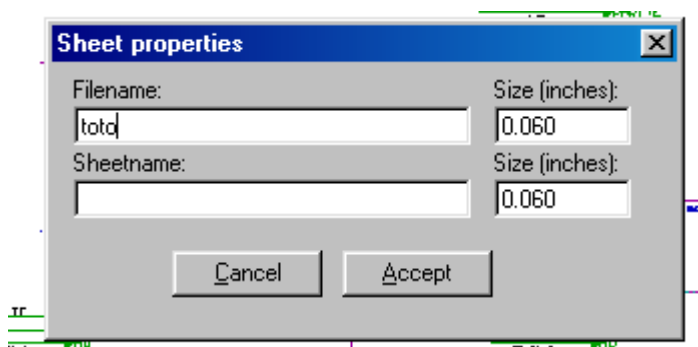 Sheet properties
Filename: Size (inches):
toto 0.060
Sheetname: Size (inches):
0.060
Cancel Accept